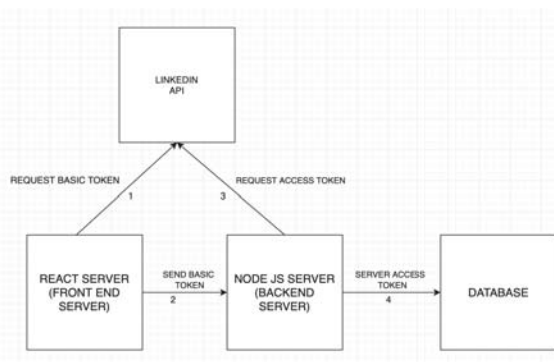 LINKEDIN
API
REQUEST BASIC TOKEN
1
3
REQUEST ACCESS TOKEN
REACT SERVER
(FRONT END
SERVER)
SEND BASIC
TOKEN
2
NODE JS SERVER
(BACKEND
SERVER)
SERVER ACCESS
TOKEN
4
DATABASE